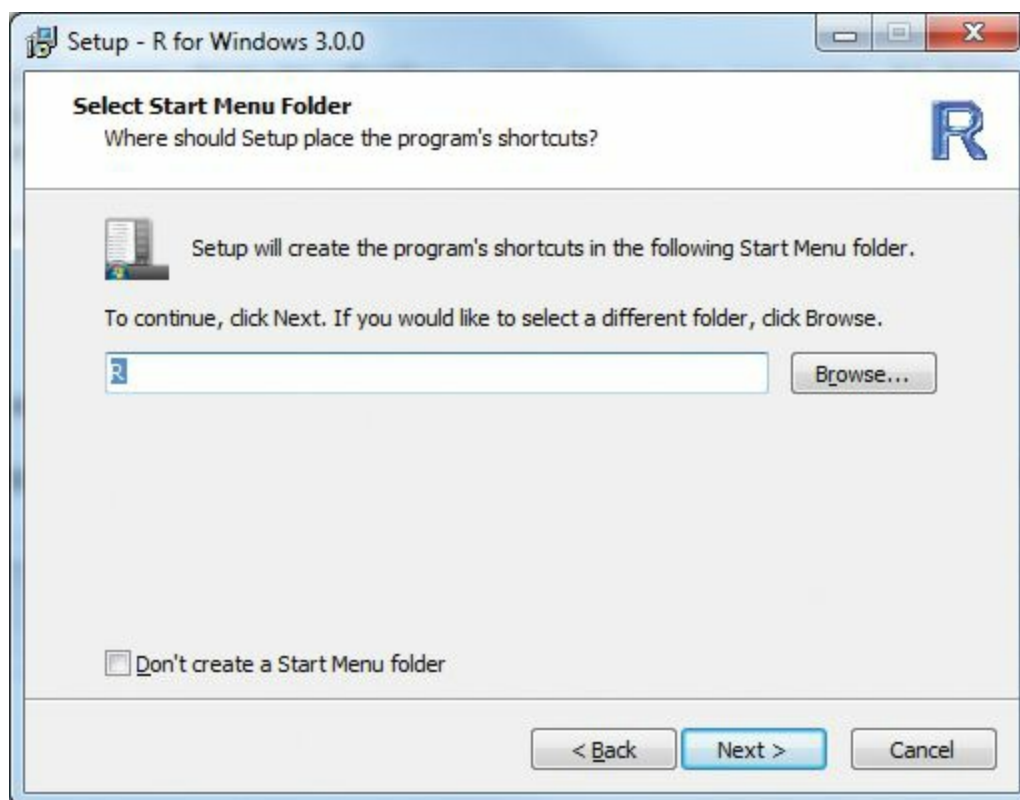 Setup - R for Windows 3.0.0
Select Start Menu Folder
Where should Setup place the program's shortcuts?
R
Setup will create the program's shortcuts in the following Start Menu folder.
To continue, click Next. If you would like to select a different folder, click Browse.
R
Browse...
Don't create a Start Menu folder
< Back
Next >
Cancel